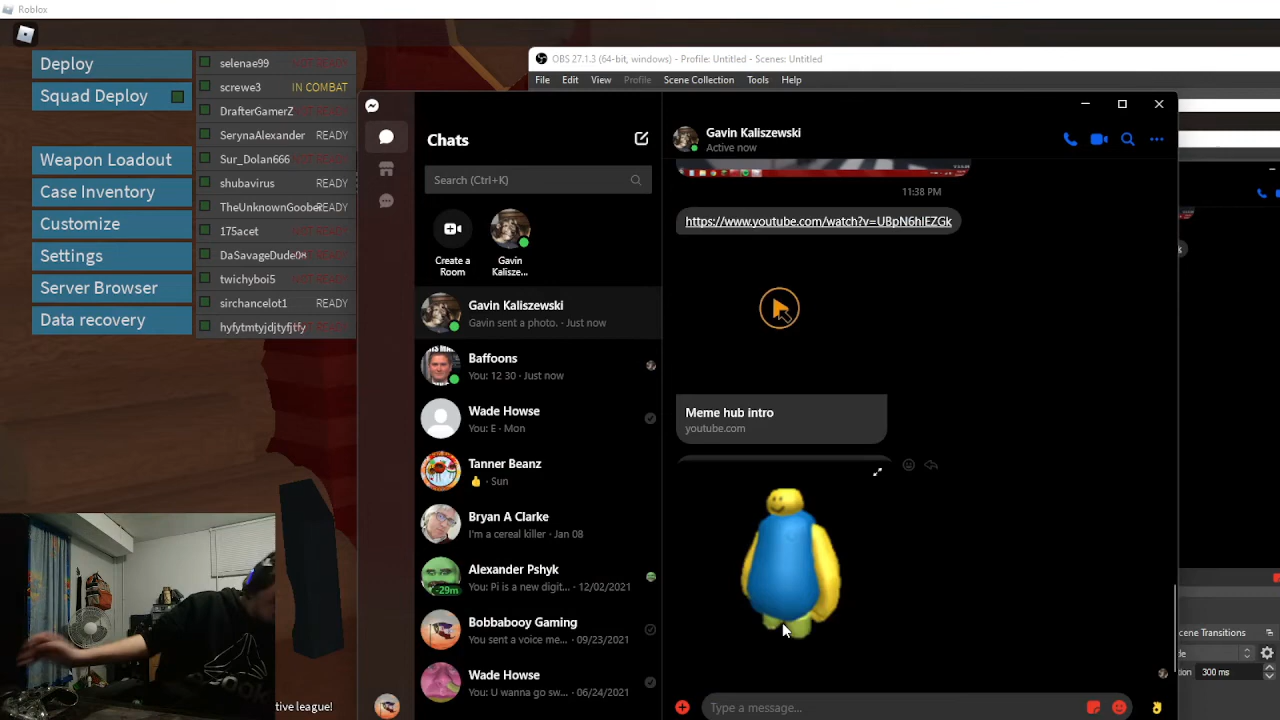 Roblox
Deploy
Squad Deploy
Weapon Loadout
Case Inventory
Customize
Settings
Server Browser
Data recovery
selenae99
screwe3 IN COMBAT
DrafterGamerZ
SerynaAlexander READY
Sur_Dolan666
shubavirus READY
TheUnknownGoober READY
175acet
DaSavageDude08
twichyboi5
sirchancelot1 READY
hyfytmtyjdjtyfjtfy
tive league!
OBS 27.1.3 (64-bit, windows) - Profile: Untitled - Scenes: Untitled
File Edit View Profile Scene Collection Tools Help
Chats
Search (Ctrl+K)
Create a
Room
Gavin
Kalisze...
Gavin Kaliszewski
Gavin sent a photo. · Just now
Baffoons
You: 12 30 · Just now
Wade Howse
You: E · Mon
Tanner Beanz
👍 · Sun
Bryan A Clarke
I'm a cereal killer · Jan 08
Alexander Pshyk
You: Pi is a new digit... · 12/02/2021
-29m
Bobbabooy Gaming
You sent a voice me... · 09/23/2021
Wade Howse
You: U wanna go sw... · 06/24/2021
Gavin Kaliszewski
Active now
11:38 PM
https://www.youtube.com/watch?v=UBpN6hlEZGk
Meme hub intro
youtube.com
Type a message...
cene Transitions
de
tion 300 ms